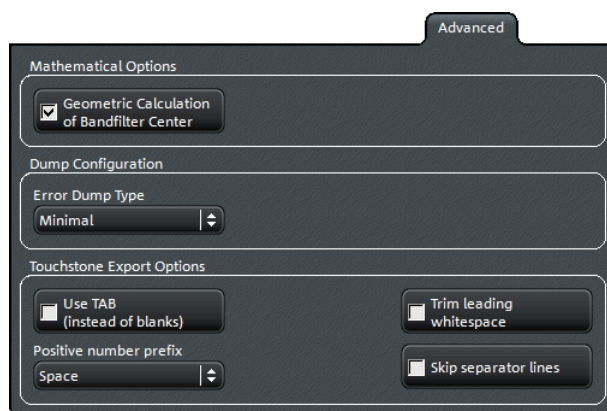 Advanced
Mathematical Options
Geometric Calculation
of Bandfilter Center
Dump Configuration
Error Dump Type
Minimal
Touchstone Export Options
Use TAB
(instead of blanks)
Trim leading
whitespace
Positive number prefix
Space
Skip separator lines